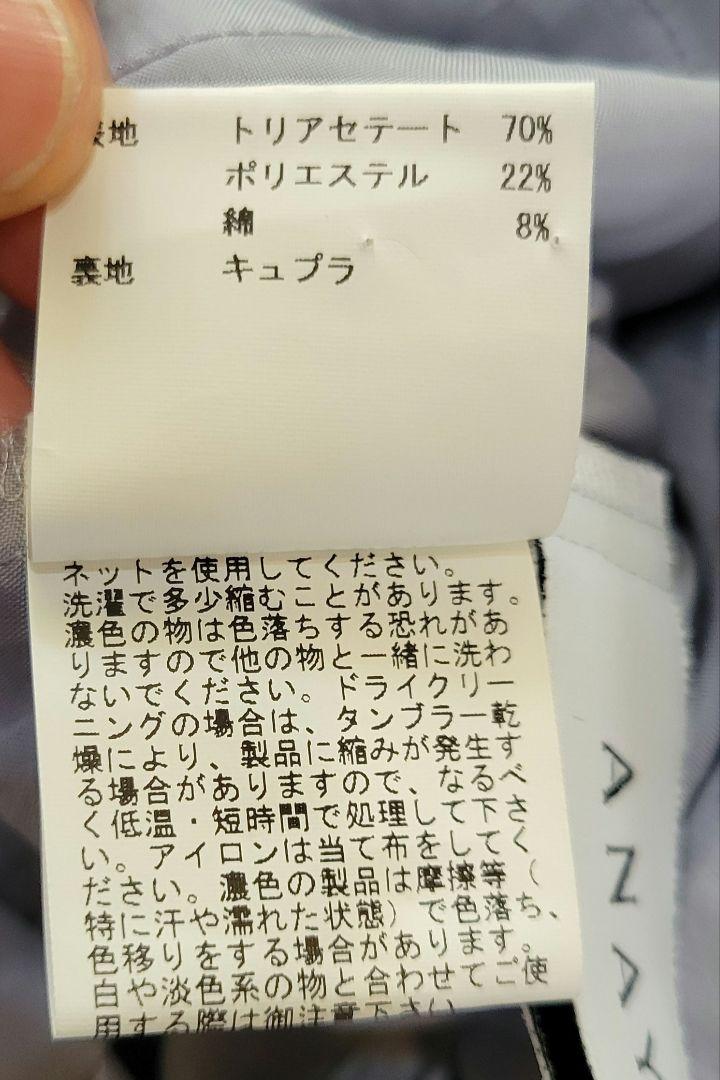 表地 トリアセテート 70%
ポリエステル 22%
綿 8%
裏地 キュプラ
ネットを使用してください。
洗濯で多少縮むことがあります。
濃色の物は色落ちする恐れがあ
りますので他の物と一緒に洗わ
ないでください。ドライクリー
ニングの場合は、タンブラー乾
燥により、製品に縮みが発生す
る場合がありますので、なるべ
く低温・短時間で処理して下さ
い。アイロンは当て布をしてく
ださい。濃色の製品は摩擦等（
特に汗や濡れた状態）で色落ち、
色移りをする場合があります。
白や淡色系の物と合わせてご使
用する際は御注意下さい
ANAY